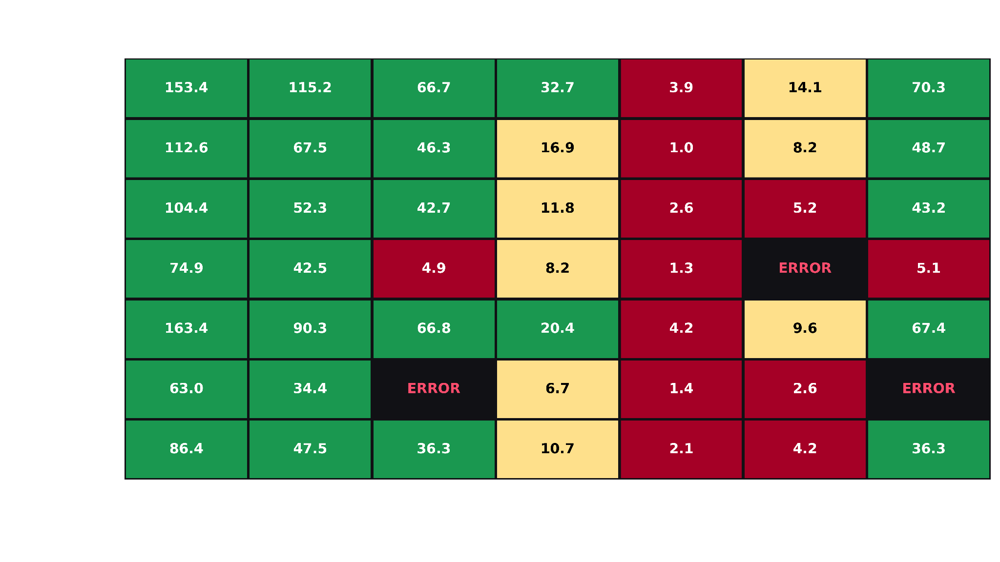 153.4 115.2 66.7 32.7 3.9 14.1 70.3
112.6 67.5 46.3 16.9 1.0 8.2 48.7
104.4 52.3 42.7 11.8 2.6 5.2 43.2
74.9 42.5 4.9 8.2 1.3 ERROR 5.1
163.4 90.3 66.8 20.4 4.2 9.6 67.4
63.0 34.4 ERROR 6.7 1.4 2.6 ERROR
86.4 47.5 36.3 10.7 2.1 4.2 36.3